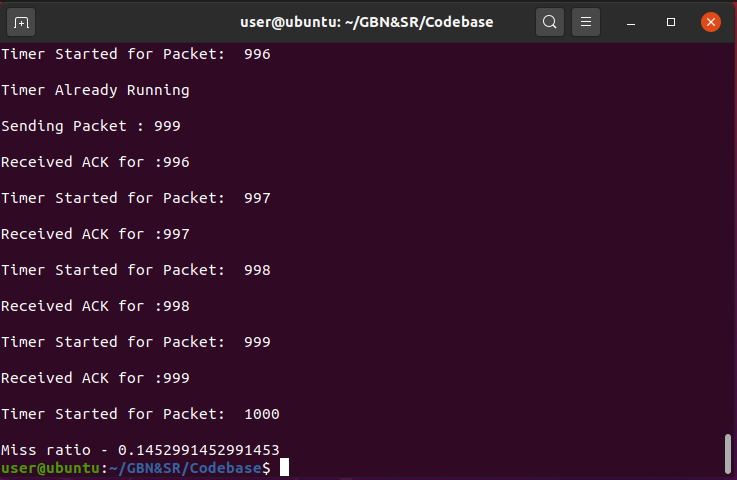 user@ubuntu: ~/GBN&SR/Codebase
Timer Started for Packet:  996
Timer Already Running
Sending Packet : 999
Received ACK for :996
Timer Started for Packet:  997
Received ACK for :997
Timer Started for Packet:  998
Received ACK for :998
Timer Started for Packet:  999
Received ACK for :999
Timer Started for Packet:  1000
Miss ratio - 0.1452991452991453
user@ubuntu:~/GBN&SR/Codebase$